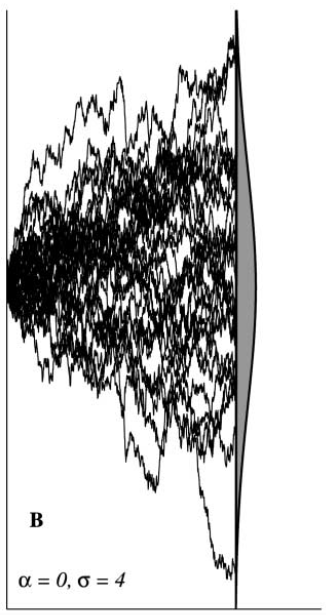 B
α = 0, σ = 4